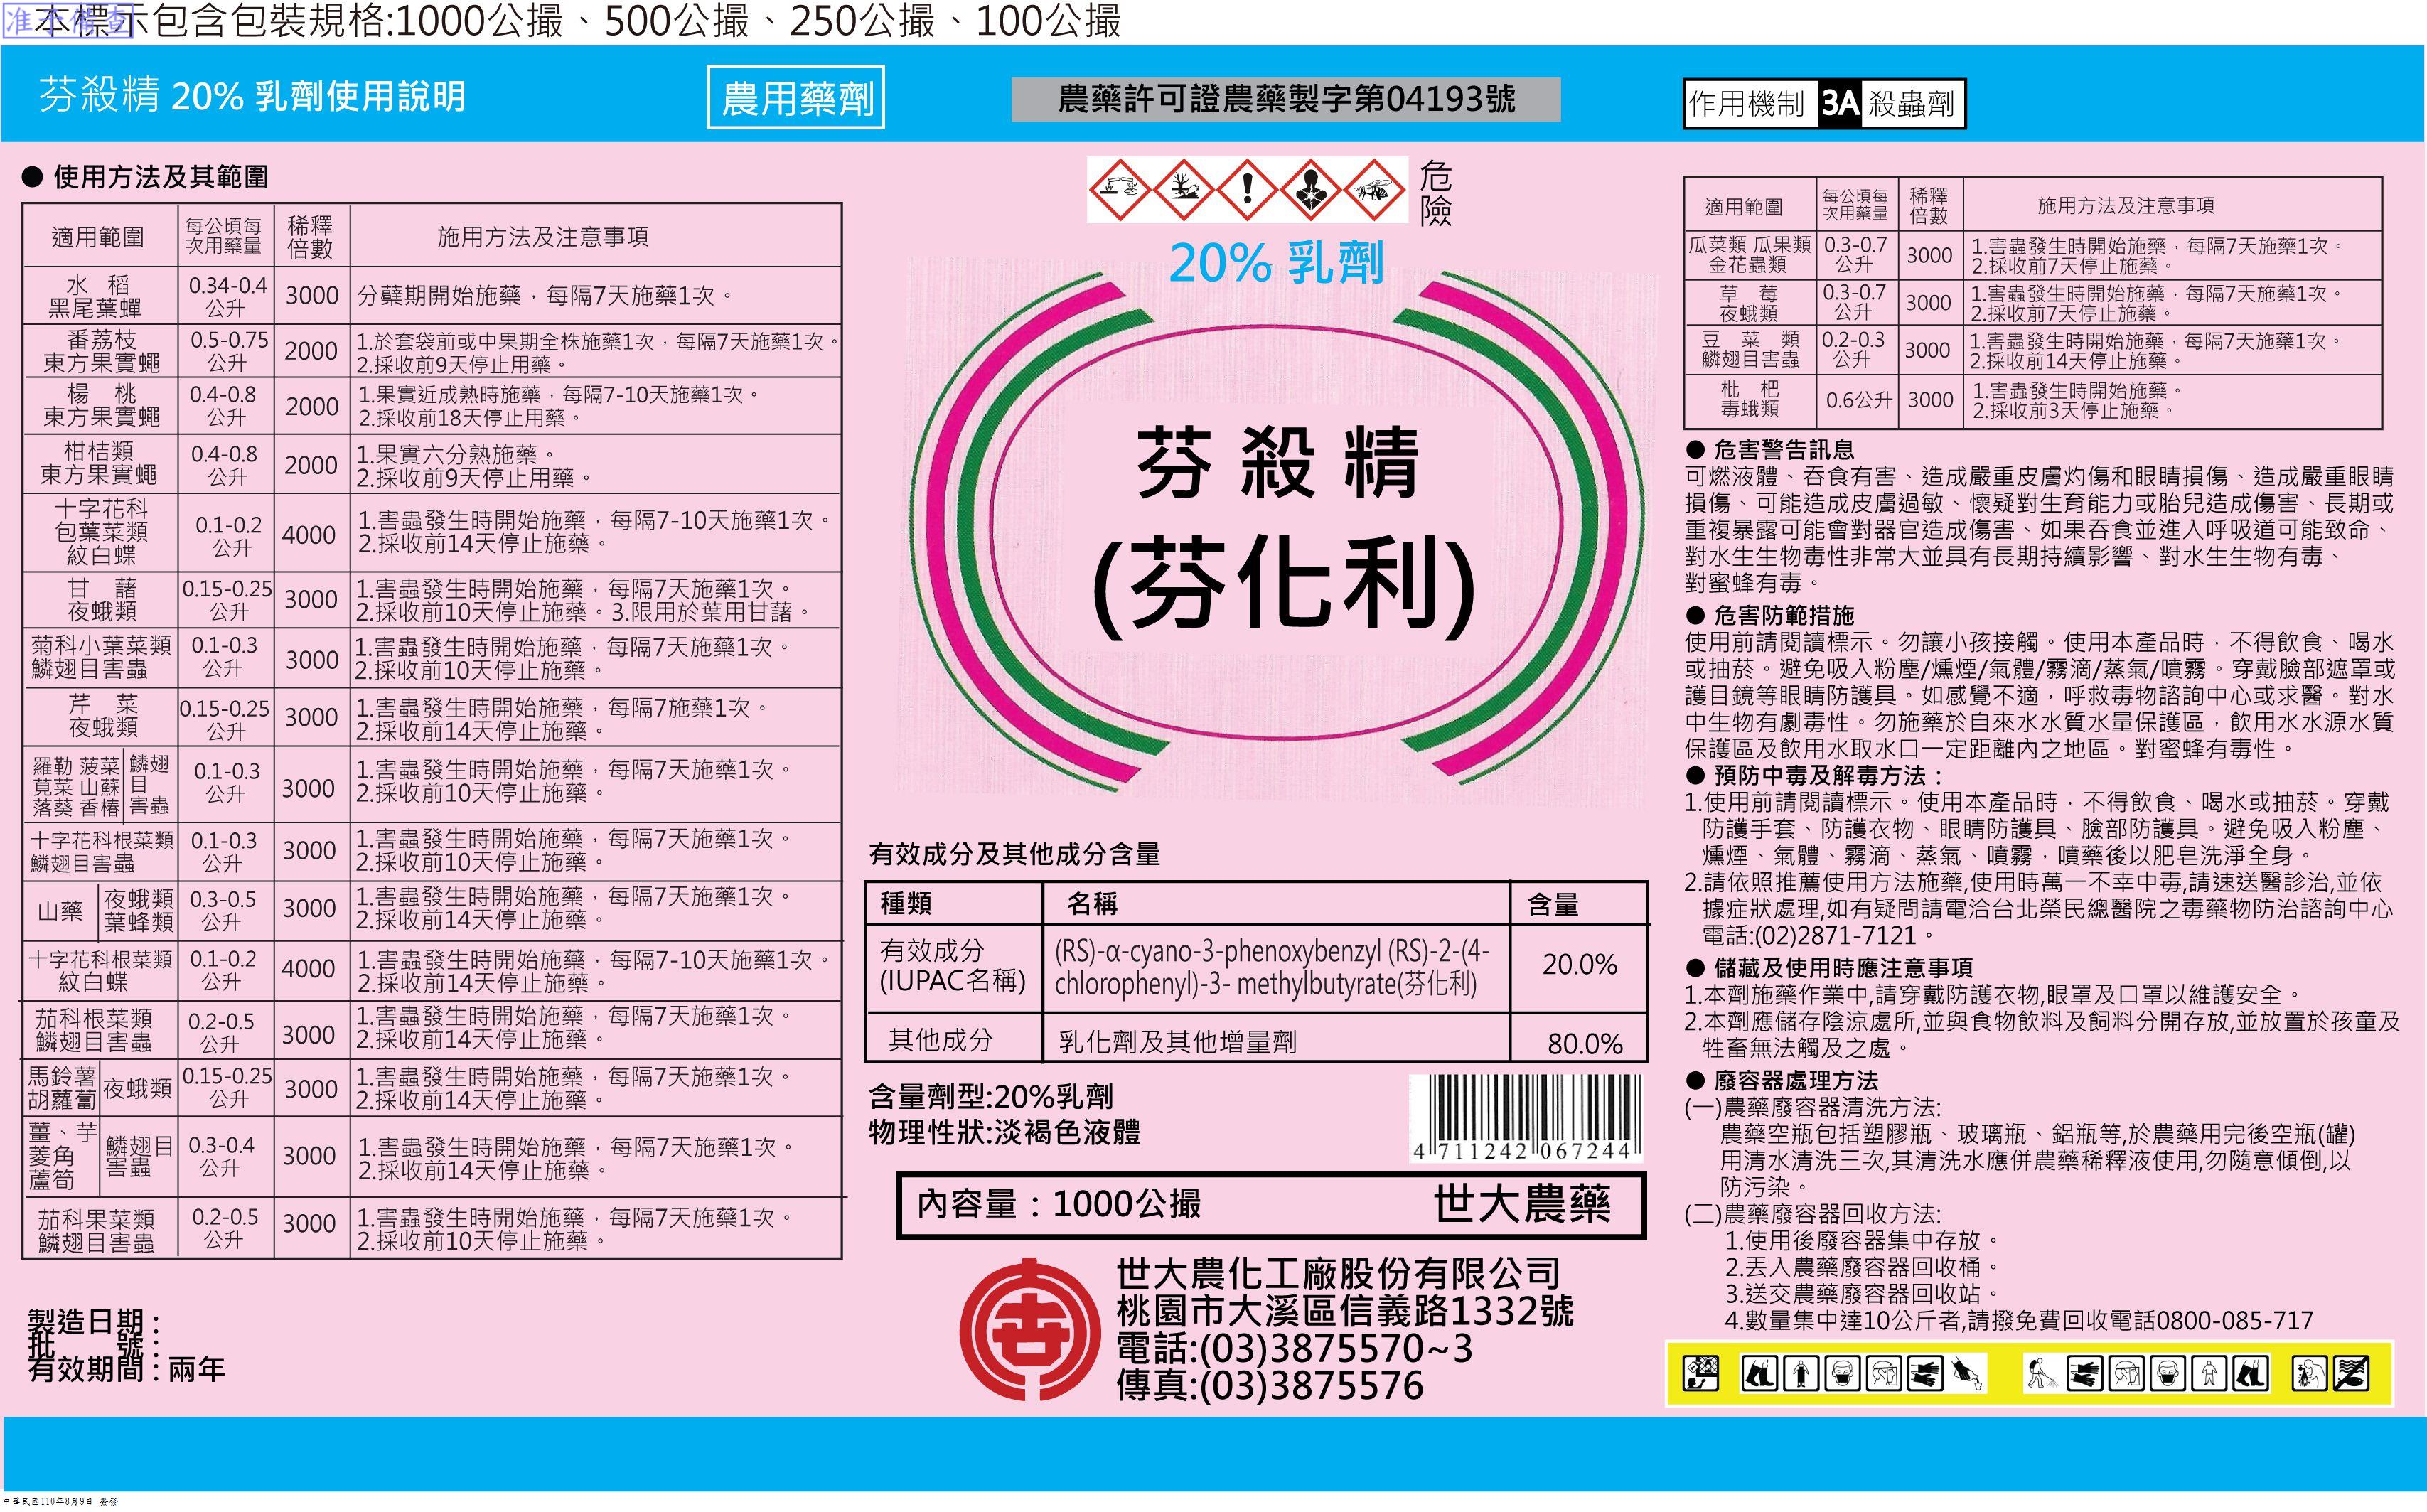 准予備查
本標示包含包裝規格:1000公撮、500公撮、250公撮、100公撮
芬殺精 20% 乳劑使用說明
農用藥劑
農藥許可證農藥製字第04193號
作用機制 3A 殺蟲劑
● 使用方法及其範圍
適用範圍 每公頃每次用藥量 稀釋倍數 施用方法及注意事項
水 稻 黑尾葉蟬 0.34-0.4公升 3000 分蘗期開始施藥，每隔7天施藥1次。
番荔枝 東方果實蠅 0.5-0.75公升 2000 1.於套袋前或中果期全株施藥1次，每隔7天施藥1次。
2.採收前9天停止用藥。
楊 桃 東方果實蠅 0.4-0.8公升 2000 1.果實近成熟時施藥，每隔7-10天施藥1次。
2.採收前18天停止用藥。
柑桔類 東方果實蠅 0.4-0.8公升 2000 1.果實六分熟施藥。
2.採收前9天停止用藥。
十字花科包葉菜類 紋白蝶 0.1-0.2公升 4000 1.害蟲發生時開始施藥，每隔7-10天施藥1次。
2.採收前14天停止施藥。
甘 藷 夜蛾類 0.15-0.25公升 3000 1.害蟲發生時開始施藥，每隔7天施藥1次。
2.採收前10天停止施藥。3.限用於葉用甘藷。
菊科小葉菜類 鱗翅目害蟲 0.1-0.3公升 3000 1.害蟲發生時開始施藥，每隔7天施藥1次。
2.採收前10天停止施藥。
芹 菜 夜蛾類 0.15-0.25公升 3000 1.害蟲發生時開始施藥，每隔7施藥1次。
2.採收前14天停止施藥。
羅勒 菠菜 莧菜 山蘇 落葵 香椿 鱗翅目害蟲 0.1-0.3公升 3000 1.害蟲發生時開始施藥，每隔7天施藥1次。
2.採收前10天停止施藥。
十字花科根菜類 鱗翅目害蟲 0.1-0.3公升 3000 1.害蟲發生時開始施藥，每隔7天施藥1次。
2.採收前10天停止施藥。
山藥 夜蛾類 葉蜂類 0.3-0.5公升 3000 1.害蟲發生時開始施藥，每隔7天施藥1次。
2.採收前14天停止施藥。
十字花科根菜類 紋白蝶 0.1-0.2公升 4000 1.害蟲發生時開始施藥，每隔7-10天施藥1次。
2.採收前14天停止施藥。
茄科根菜類 鱗翅目害蟲 0.2-0.5公升 3000 1.害蟲發生時開始施藥，每隔7天施藥1次。
2.採收前14天停止施藥。
馬鈴薯 胡蘿蔔 夜蛾類 0.15-0.25公升 3000 1.害蟲發生時開始施藥，每隔7天施藥1次。
2.採收前14天停止施藥。
薑、芋 菱角 蘆筍 鱗翅目害蟲 0.3-0.4公升 3000 1.害蟲發生時開始施藥，每隔7天施藥1次。
2.採收前14天停止施藥。
茄科果菜類 鱗翅目害蟲 0.2-0.5公升 3000 1.害蟲發生時開始施藥，每隔7天施藥1次。
2.採收前10天停止施藥。
製造日期：
批 號：
有效期間：兩年
危險
20% 乳劑
芬殺精
(芬化利)
有效成分及其他成分含量
種類 名稱 含量
有效成分(IUPAC名稱) (RS)-α-cyano-3-phenoxybenzyl (RS)-2-(4-
chlorophenyl)-3- methylbutyrate(芬化利) 20.0%
其他成分 乳化劑及其他增量劑 80.0%
含量劑型:20%乳劑
物理性狀:淡褐色液體
4 711242 067244
內容量：1000公撮 世大農藥
世大農化工廠股份有限公司
桃園市大溪區信義路1332號
電話:(03)3875570~3
傳真:(03)3875576
適用範圍 每公頃每次用藥量 稀釋倍數 施用方法及注意事項
瓜菜類 瓜果類 金花蟲類 0.3-0.7公升 3000 1.害蟲發生時開始施藥，每隔7天施藥1次。
2.採收前7天停止施藥。
草 莓 夜蛾類 0.3-0.7公升 3000 1.害蟲發生時開始施藥，每隔7天施藥1次。
2.採收前7天停止施藥。
豆 菜 類 鱗翅目害蟲 0.2-0.3公升 3000 1.害蟲發生時開始施藥，每隔7天施藥1次。
2.採收前14天停止施藥。
枇 杷 毒蛾類 0.6公升 3000 1.害蟲發生時開始施藥。
2.採收前3天停止施藥。
● 危害警告訊息
可燃液體、吞食有害、造成嚴重皮膚灼傷和眼睛損傷、造成嚴重眼睛
損傷、可能造成皮膚過敏、懷疑對生育能力或胎兒造成傷害、長期或
重複暴露可能會對器官造成傷害、如果吞食並進入呼吸道可能致命、
對水生生物毒性非常大並具有長期持續影響、對水生生物有毒、
對蜜蜂有毒。
● 危害防範措施
使用前請閱讀標示。勿讓小孩接觸。使用本產品時，不得飲食、喝水
或抽菸。避免吸入粉塵/燻煙/氣體/霧滴/蒸氣/噴霧。穿戴臉部遮罩或
護目鏡等眼睛防護具。如感覺不適，呼救毒物諮詢中心或求醫。對水
中生物有劇毒性。勿施藥於自來水水質水量保護區，飲用水水源水質
保護區及飲用水取水口一定距離內之地區。對蜜蜂有毒性。
● 預防中毒及解毒方法：
1.使用前請閱讀標示。使用本產品時，不得飲食、喝水或抽菸。穿戴
防護手套、防護衣物、眼睛防護具、臉部防護具。避免吸入粉塵、
燻煙、氣體、霧滴、蒸氣、噴霧，噴藥後以肥皂洗淨全身。
2.請依照推薦使用方法施藥,使用時萬一不幸中毒,請速送醫診治,並依
據症狀處理,如有疑問請電洽台北榮民總醫院之毒藥物防治諮詢中心
電話:(02)2871-7121。
● 儲藏及使用時應注意事項
1.本劑施藥作業中,請穿戴防護衣物,眼罩及口罩以維護安全。
2.本劑應儲存陰涼處所,並與食物飲料及飼料分開存放,並放置於孩童及
牲畜無法觸及之處。
● 廢容器處理方法
(一)農藥廢容器清洗方法:
農藥空瓶包括塑膠瓶、玻璃瓶、鋁瓶等,於農藥用完後空瓶(罐)
用清水清洗三次,其清洗水應併農藥稀釋液使用,勿隨意傾倒,以
防污染。
(二)農藥廢容器回收方法:
1.使用後廢容器集中存放。
2.丟入農藥廢容器回收桶。
3.送交農藥廢容器回收站。
4.數量集中達10公斤者,請撥免費回收電話0800-085-717
中華民國110年8月9日 簽發